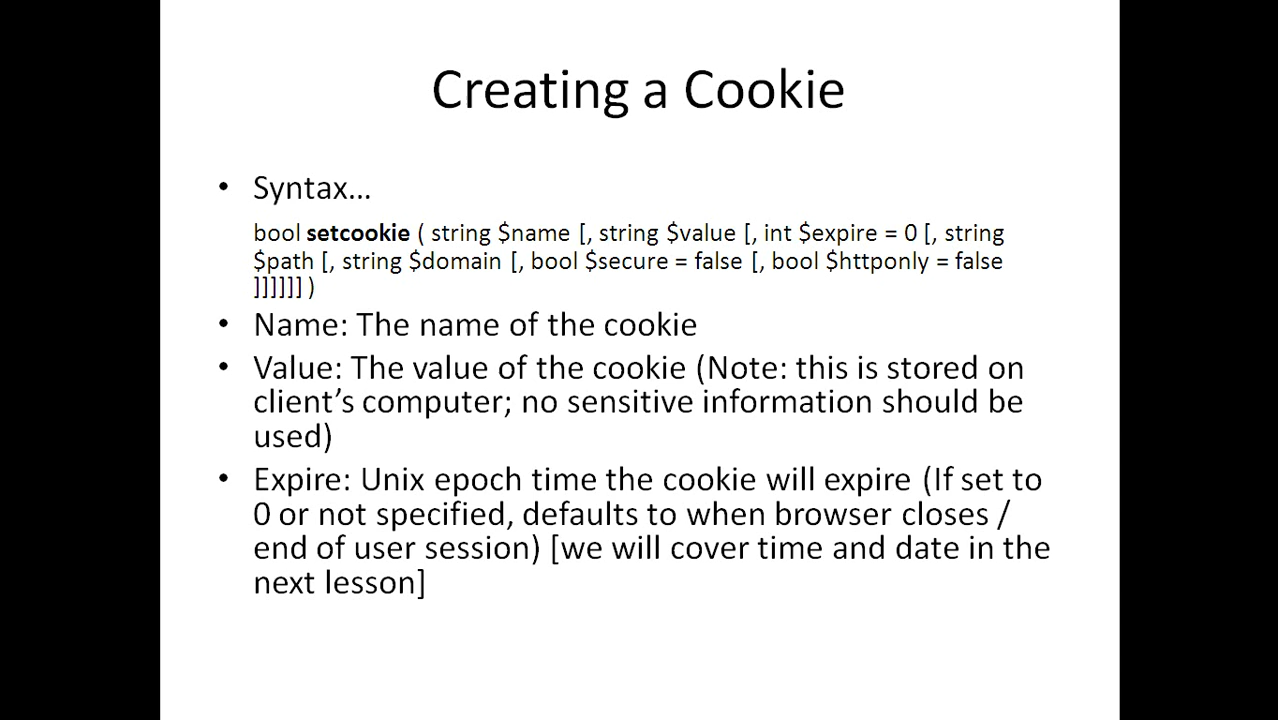 Creating a Cookie
• Syntax…
bool setcookie ( string $name [, string $value [, int $expire = 0 [, string
$path [, string $domain [, bool $secure = false [, bool $httponly = false
]]]]]] )
• Name: The name of the cookie
• Value: The value of the cookie (Note: this is stored on
client’s computer; no sensitive information should be
used)
• Expire: Unix epoch time the cookie will expire (If set to
0 or not specified, defaults to when browser closes /
end of user session) [we will cover time and date in the
next lesson]